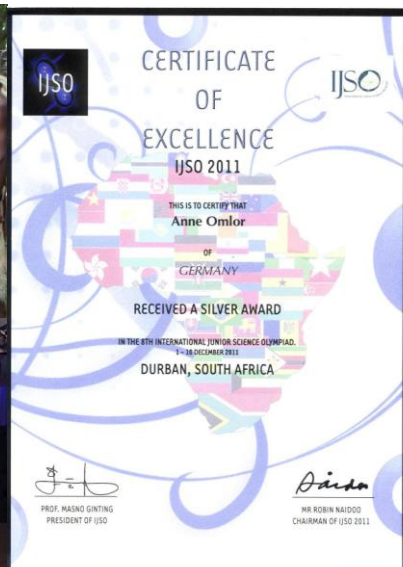 IJSO
IJSO
CERTIFICATE
OF
EXCELLENCE
IJSO 2011
THIS IS TO CERTIFY THAT
Anne Omlor
OF
GERMANY
RECEIVED A SILVER AWARD
IN THE 8TH INTERNATIONAL JUNIOR SCIENCE OLYMPIAD.
1 - 10 DECEMBER 2011
DURBAN, SOUTH AFRICA
PROF. MASNO GINTING
PRESIDENT OF IJSO
MR ROBIN NAIDOO
CHAIRMAN OF IJSO 2011